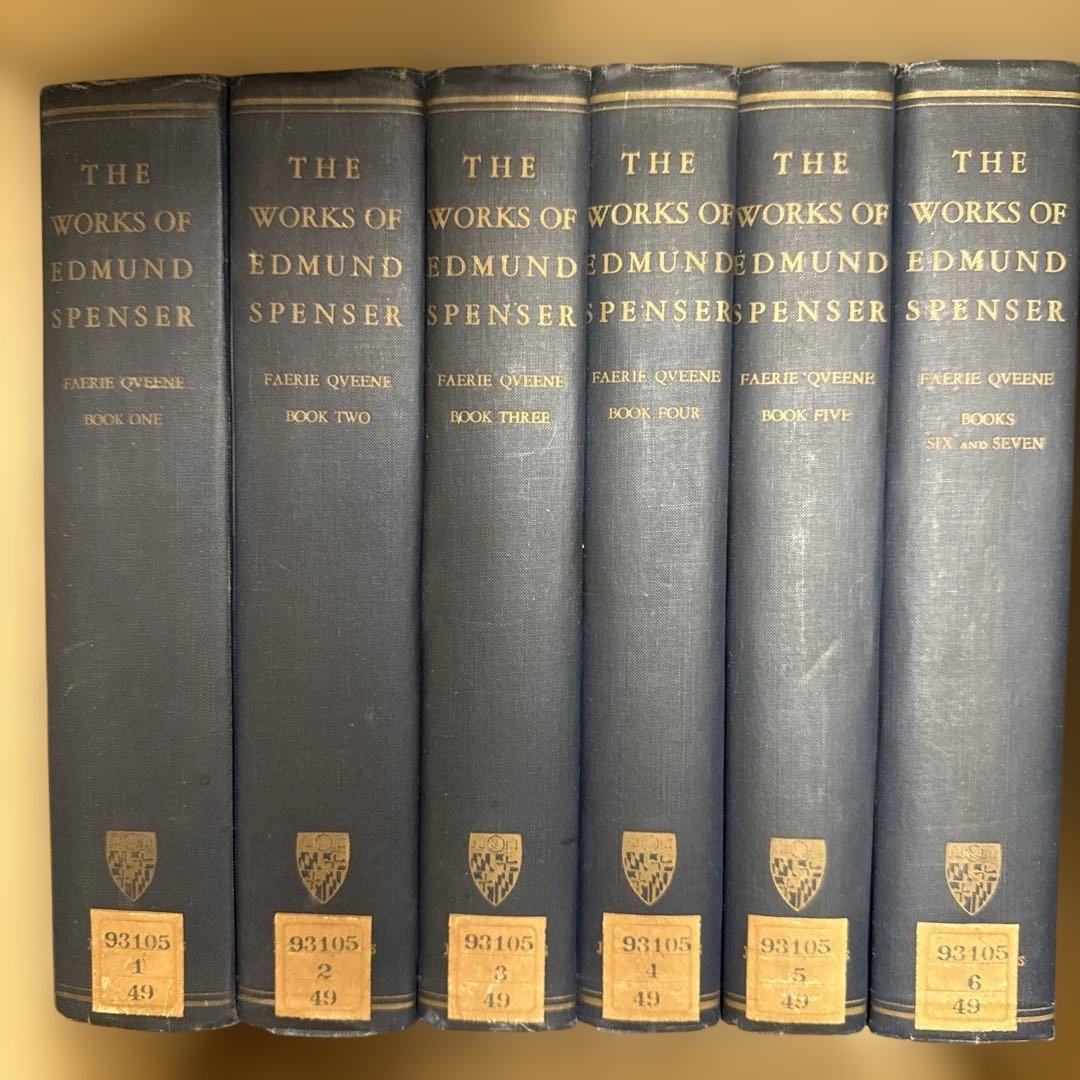 THE
WORKS OF
EDMUND
SPENSER
FAERIE QVEENE
BOOK ONE
93105
1
49
THE
WORKS OF
EDMUND
SPENSER
FAERIE QVEENE
BOOK TWO
93105
2
49
THE
WORKS OF
EDMUND
SPENSER
FAERIE QVEENE
BOOK THREE
93105
3
49
THE
WORKS OF
EDMUND
SPENSER
FAERIE QVEENE
BOOK FOUR
93105
4
49
THE
WORKS OF
EDMUND
SPENSER
FAERIE QVEENE
BOOK FIVE
93105
5
49
THE
WORKS OF
EDMUND
SPENSER
FAERIE QVEENE
BOOKS
SIX AND SEVEN
93105
6
49